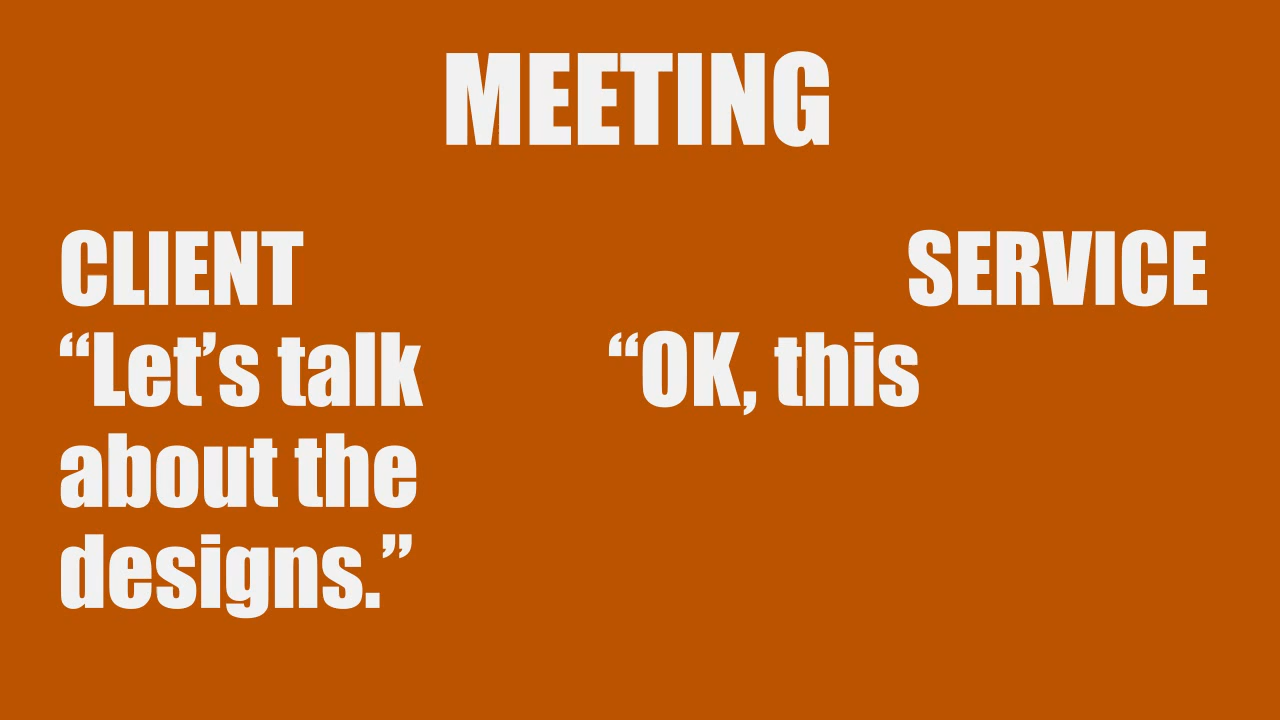 MEETING
CLIENT
“Let’s talk
about the
designs.”
SERVICE
“OK, this